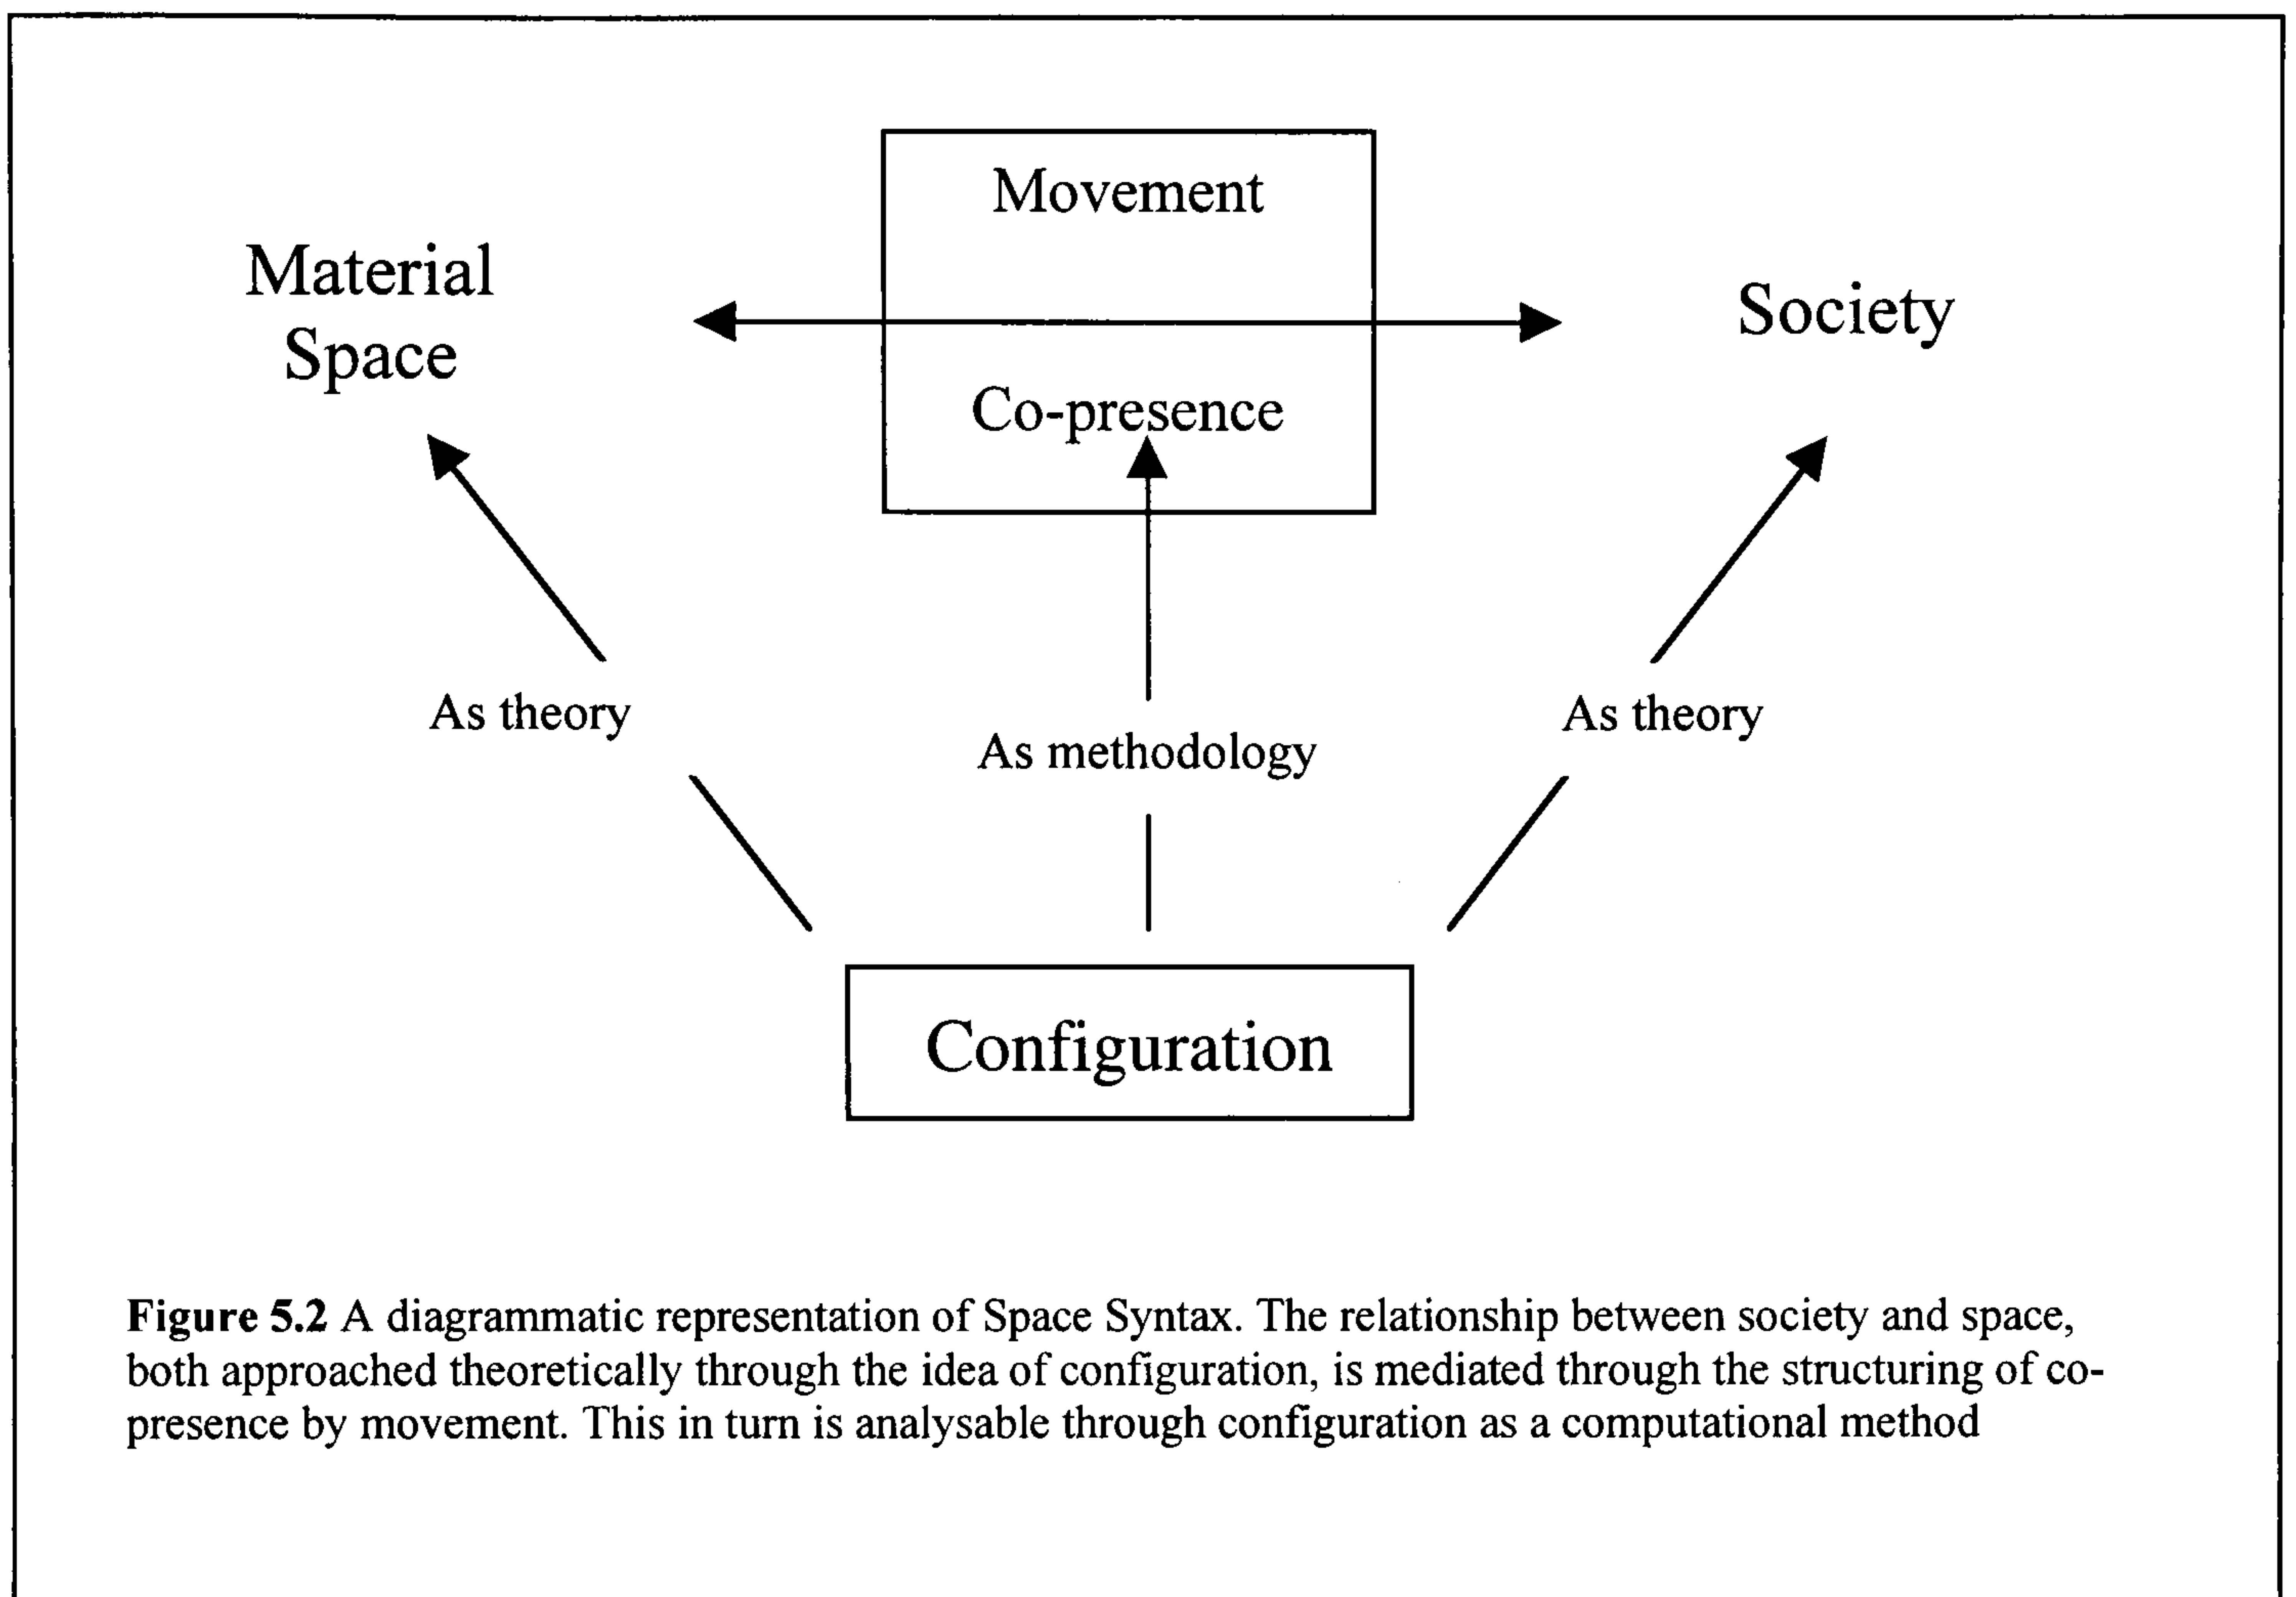 Movement
Material
Space
Society
Co-presence
As theory
As methodology
As theory
Configuration
Figure 5.2 A diagrammatic representation of Space Syntax. The relationship between society and space,
both approached theoretically through the idea of configuration, is mediated through the structuring of co-
presence by movement. This in turn is analysable through configuration as a computational method